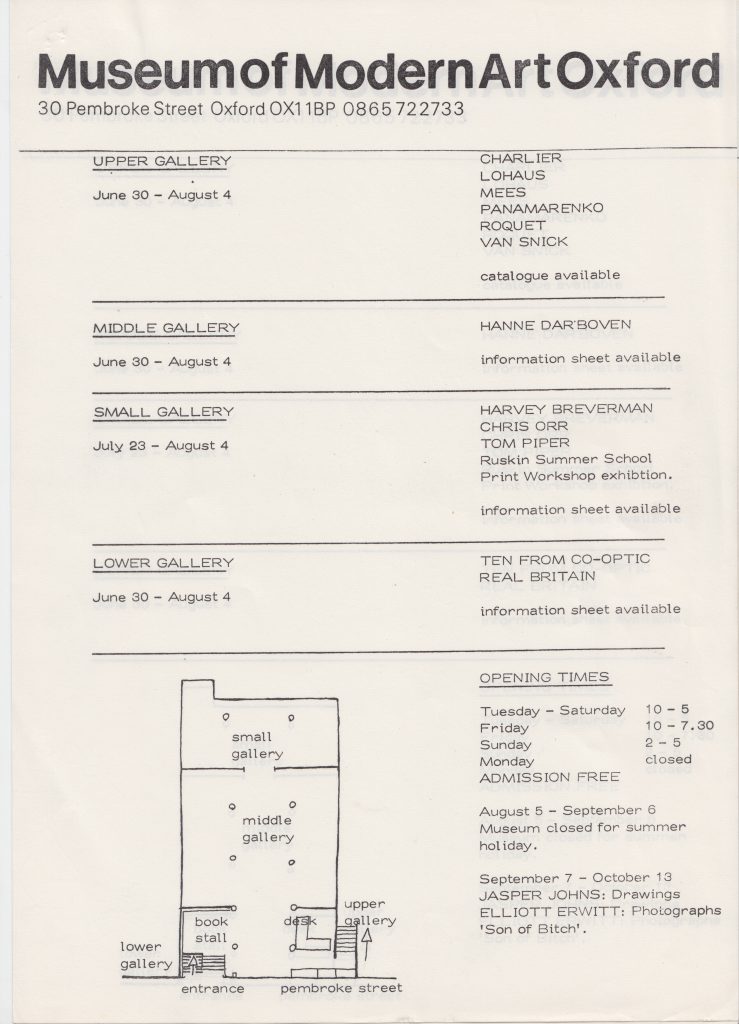 Museum of Modern Art Oxford
30 Pembroke Street Oxford OX1 1BP 0865 722733
UPPER GALLERY
June 30 - August 4
CHARLIER
LOHAUS
MEES
PANAMARENKO
ROQUET
VAN SNICK
catalogue available
MIDDLE GALLERY
June 30 - August 4
HANNE DAR'BOVEN
information sheet available
SMALL GALLERY
July 23 - August 4
HARVEY BREVERMAN
CHRIS ORR
TOM PIPER
Ruskin Summer School
Print Workshop exhibtion.
information sheet available
LOWER GALLERY
June 30 - August 4
TEN FROM CO-OPTIC
REAL BRITAIN
information sheet available
small
gallery
middle
gallery
book
stall
desk
upper
gallery
lower
gallery
entrance
pembroke street
OPENING TIMES
Tuesday - Saturday 10 - 5
Friday 10 - 7.30
Sunday 2 - 5
Monday closed
ADMISSION FREE
August 5 - September 6
Museum closed for summer
holiday.
September 7 - October 13
JASPER JOHNS: Drawings
ELLIOTT ERWITT: Photographs
'Son of Bitch'.